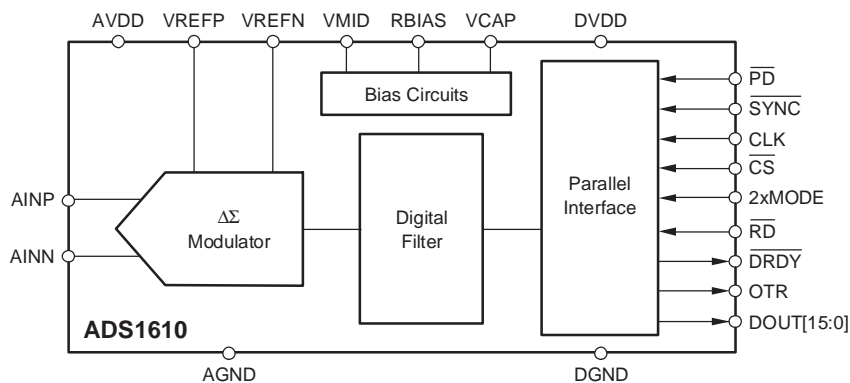 AVDD VREFP VREFN VMID RBIAS VCAP DVDD
Bias Circuits
PD
SYNC
CLK
CS
2xMODE
RD
DRDY
OTR
DOUT[15:0]
Parallel
Interface
AINP
AINN
ΔΣ
Modulator
Digital
Filter
ADS1610
AGND DGND